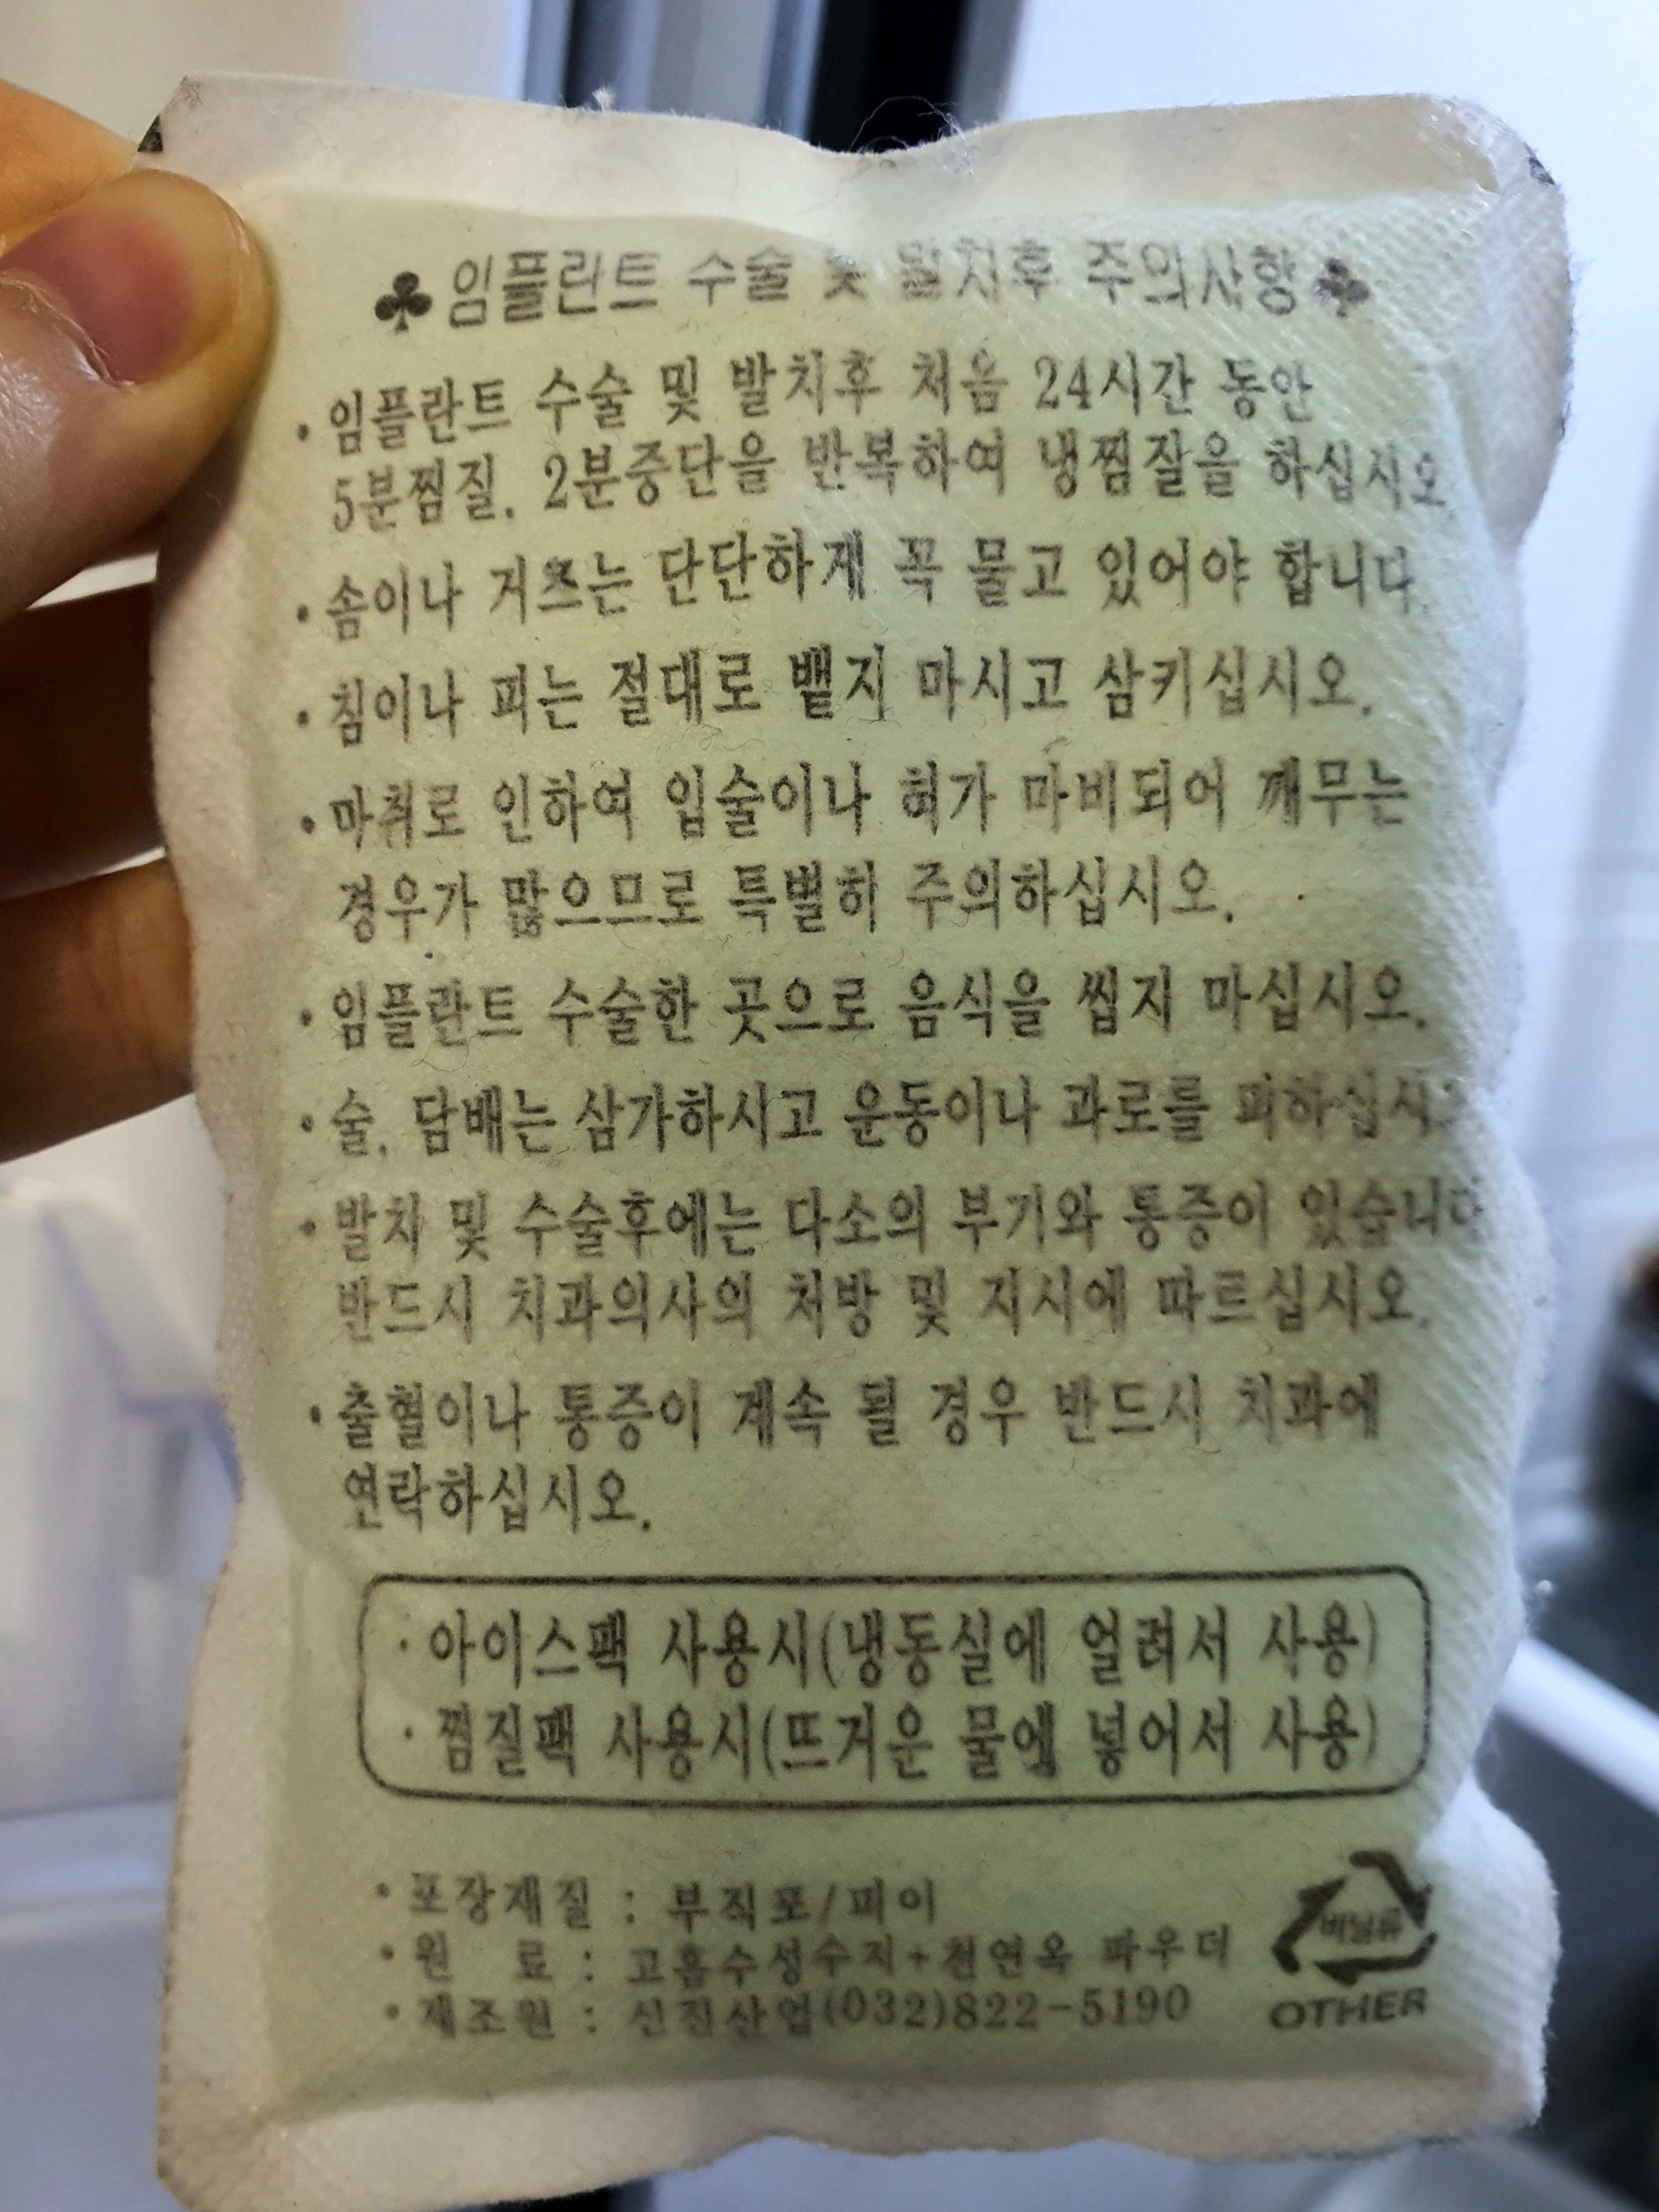 ♣임플란트 수술 및 발치후 주의사항♣
• 임플란트 수술 및 발치후 처음 24시간 동안
5분찜질. 2분중단을 반복하여 냉찜질을 하십시오
• 솜이나 거즈는 단단하게 꼭 물고 있어야 합니다.
• 침이나 피는 절대로 뱉지 마시고 삼키십시오.
• 마취로 인하여 입술이나 혀가 마비되어 깨무는
경우가 많으므로 특별히 주의하십시오.
• 임플란트 수술한 곳으로 음식을 씹지 마십시오.
• 술. 담배는 삼가하시고 운동이나 과로를 피하십시오
• 발치 및 수술후에는 다소의 부기와 통증이 있습니다
반드시 치과의사의 처방 및 지시에 따르십시오.
• 출혈이나 통증이 계속 될 경우 반드시 치과에
연락하십시오.
· 아이스팩 사용시(냉동실에 얼려서 사용)
· 찜질팩 사용시(뜨거운 물에 넣어서 사용)
• 포장재질 : 부직포/피이
• 원 료 : 고흡수성수지+천연옥 파우더
• 제조원 : 신진산업(032)822-5190
비닐류
OTHER